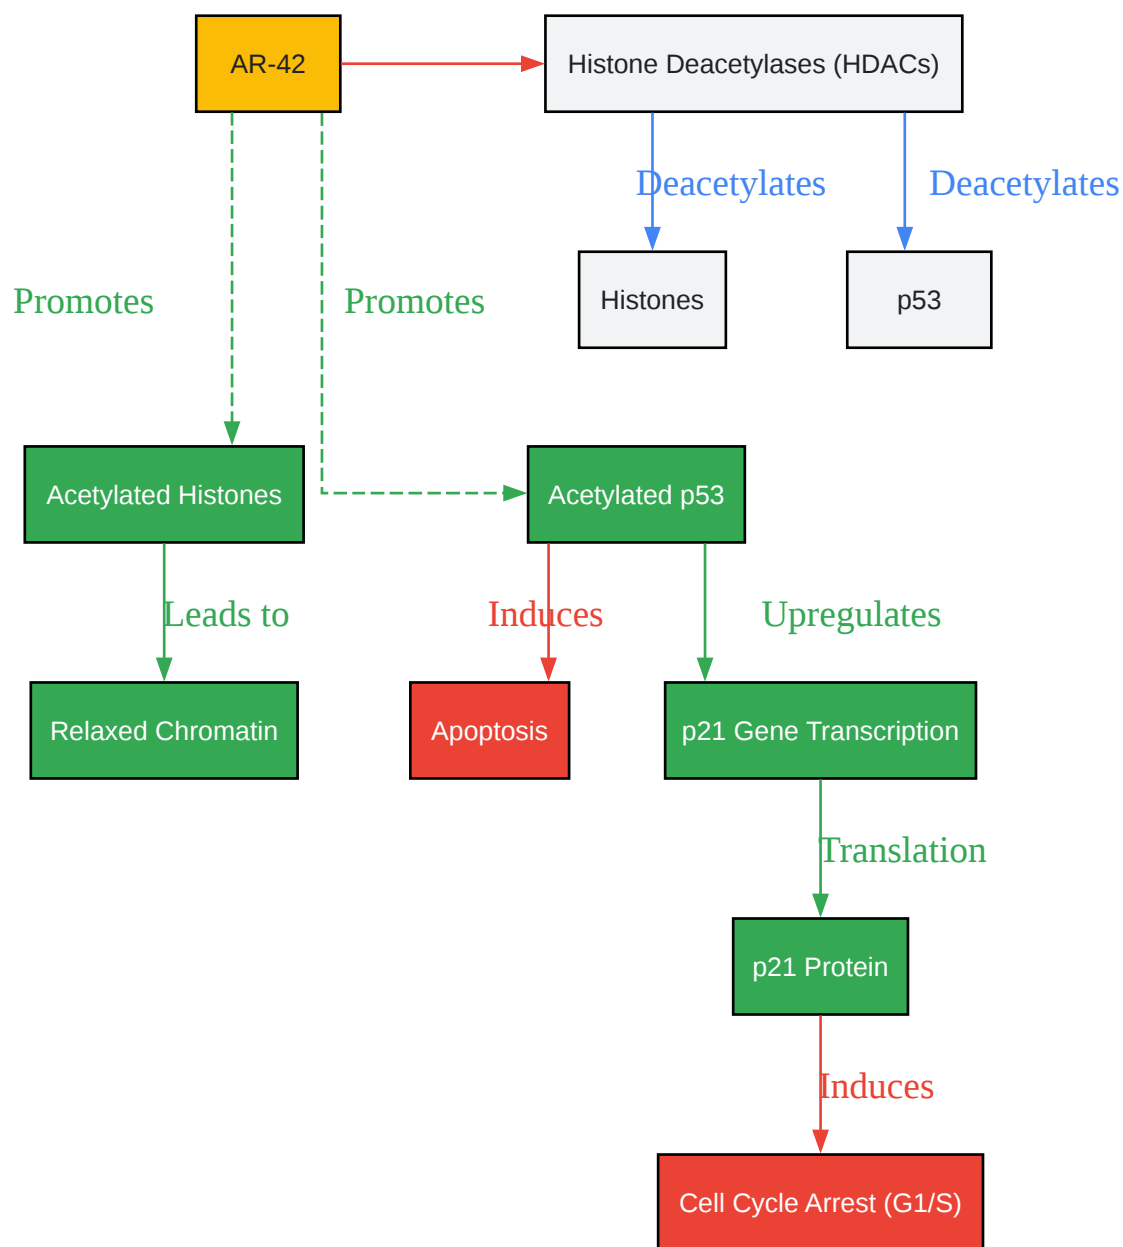 AR-42
Histone Deacetylases (HDACs)
Deacetylates
Deacetylates
Promotes
Promotes
Histones
p53
Acetylated Histones
Acetylated p53
Leads to
Induces
Upregulates
Relaxed Chromatin
Apoptosis
p21 Gene Transcription
Translation
p21 Protein
Induces
Cell Cycle Arrest (G1/S)